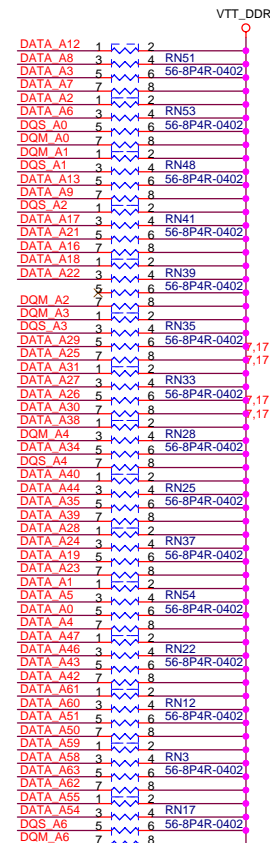 VTT_DDR
DATA_A12 1 2
DATA_A8 3 4 RN51
DATA_A3 5 6 56-8P4R-0402
DATA_A7 7 8
DATA_A2 1 2
DATA_A6 3 4 RN53
DQS_A0 5 6 56-8P4R-0402
DQM_A0 7 8
DQM_A1 1 2
DQS_A1 3 4 RN48
DATA_A13 5 6 56-8P4R-0402
DATA_A9 7 8
DQS_A2 1 2
DATA_A17 3 4 RN41
DATA_A21 5 6 56-8P4R-0402
DATA_A16 7 8
DATA_A18 1 2
DATA_A22 3 4 RN39
5 6 56-8P4R-0402
DQM_A2 7 8
DQM_A3 1 2
DQS_A3 3 4 RN35
DATA_A29 5 6 56-8P4R-0402 7,17
DATA_A25 7 8 7,17
DATA_A31 1 2
DATA_A27 3 4 RN33
DATA_A26 5 6 56-8P4R-0402 7,17
DATA_A30 7 8 7,17
DATA_A38 1 2
DQM_A4 3 4 RN28
DATA_A34 5 6 56-8P4R-0402
DQS_A4 7 8
DATA_A40 1 2
DATA_A44 3 4 RN25
DATA_A35 5 6 56-8P4R-0402
DATA_A39 7 8
DATA_A28 1 2
DATA_A24 3 4 RN37
DATA_A19 5 6 56-8P4R-0402
DATA_A23 7 8
DATA_A1 1 2
DATA_A5 3 4 RN54
DATA_A0 5 6 56-8P4R-0402
DATA_A4 7 8
DATA_A47 1 2
DATA_A46 3 4 RN22
DATA_A43 5 6 56-8P4R-0402
DATA_A42 7 8
DATA_A61 1 2
DATA_A60 3 4 RN12
DATA_A51 5 6 56-8P4R-0402
DATA_A50 7 8
DATA_A59 1 2
DATA_A58 3 4 RN3
DATA_A63 5 6 56-8P4R-0402
DATA_A62 7 8
DATA_A55 1 2
DATA_A54 3 4 RN17
DQS_A6 5 6 56-8P4R-0402
DQM_A6 7 8